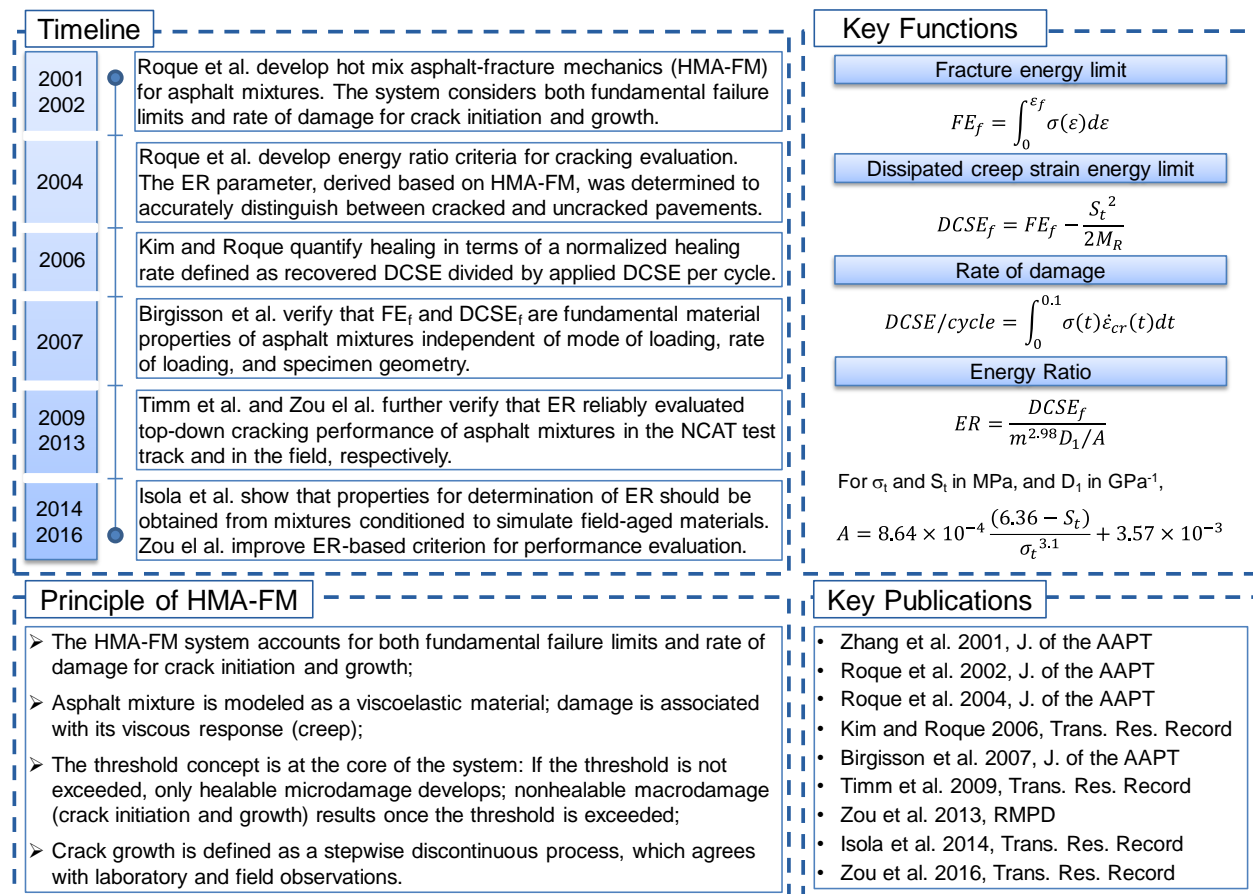 Timeline
2001
2002
Roque et al. develop hot mix asphalt-fracture mechanics (HMA-FM)
for asphalt mixtures. The system considers both fundamental failure
limits and rate of damage for crack initiation and growth.
2004
Roque et al. develop energy ratio criteria for cracking evaluation.
The ER parameter, derived based on HMA-FM, was determined to
accurately distinguish between cracked and uncracked pavements.
2006
Kim and Roque quantify healing in terms of a normalized healing
rate defined as recovered DCSE divided by applied DCSE per cycle.
2007
Birgisson et al. verify that FE_f and DCSE_f are fundamental material
properties of asphalt mixtures independent of mode of loading, rate
of loading, and specimen geometry.
2009
2013
Timm et al. and Zou el al. further verify that ER reliably evaluated
top-down cracking performance of asphalt mixtures in the NCAT test
track and in the field, respectively.
2014
2016
Isola et al. show that properties for determination of ER should be
obtained from mixtures conditioned to simulate field-aged materials.
Zou el al. improve ER-based criterion for performance evaluation.
Key Functions
Fracture energy limit
FE_f = ∫_0^{ε_f} σ(ε)dε
Dissipated creep strain energy limit
DCSE_f = FE_f − S_t^2 / 2M_R
Rate of damage
DCSE/cycle = ∫_0^{0.1} σ(t)ε̇_cr(t)dt
Energy Ratio
ER = DCSE_f / (m^{2.98}D_1/A)
For σ_t and S_t in MPa, and D_1 in GPa^{-1},
A = 8.64 × 10^{−4} (6.36 − S_t) / σ_t^{3.1} + 3.57 × 10^{−3}
Principle of HMA-FM
➢ The HMA-FM system accounts for both fundamental failure limits and rate of
damage for crack initiation and growth;
➢ Asphalt mixture is modeled as a viscoelastic material; damage is associated
with its viscous response (creep);
➢ The threshold concept is at the core of the system: If the threshold is not
exceeded, only healable microdamage develops; nonhealable macrodamage
(crack initiation and growth) results once the threshold is exceeded;
➢ Crack growth is defined as a stepwise discontinuous process, which agrees
with laboratory and field observations.
Key Publications
• Zhang et al. 2001, J. of the AAPT
• Roque et al. 2002, J. of the AAPT
• Roque et al. 2004, J. of the AAPT
• Kim and Roque 2006, Trans. Res. Record
• Birgisson et al. 2007, J. of the AAPT
• Timm et al. 2009, Trans. Res. Record
• Zou et al. 2013, RMPD
• Isola et al. 2014, Trans. Res. Record
• Zou et al. 2016, Trans. Res. Record